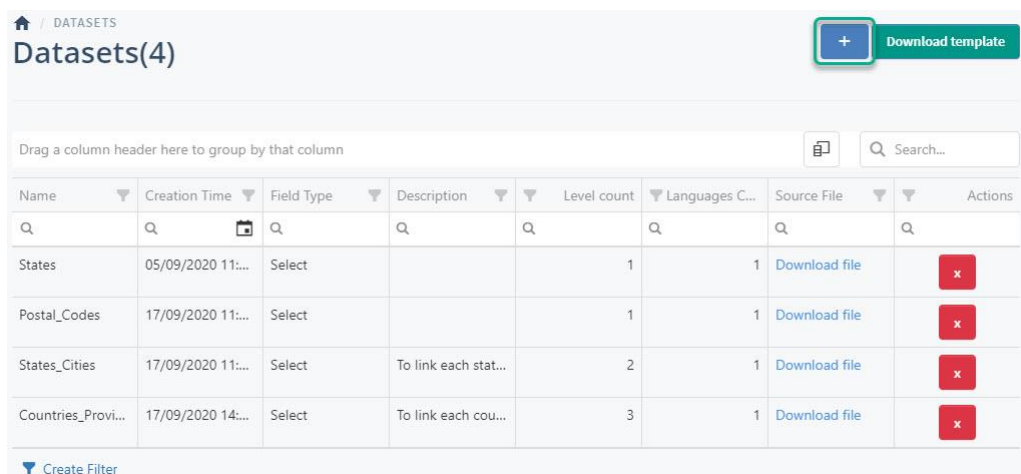 / DATASETS
Datasets(4)
+ Download template
Drag a column header here to group by that column
Search...
Name Creation Time Field Type Description Level count Languages C... Source File Actions
States 05/09/2020 11:... Select 1 1 Download file x
Postal_Codes 17/09/2020 11:... Select 1 1 Download file x
States_Cities 17/09/2020 11:... Select To link each stat... 2 1 Download file x
Countries_Provi... 17/09/2020 14:... Select To link each cou... 3 1 Download file x
Create Filter